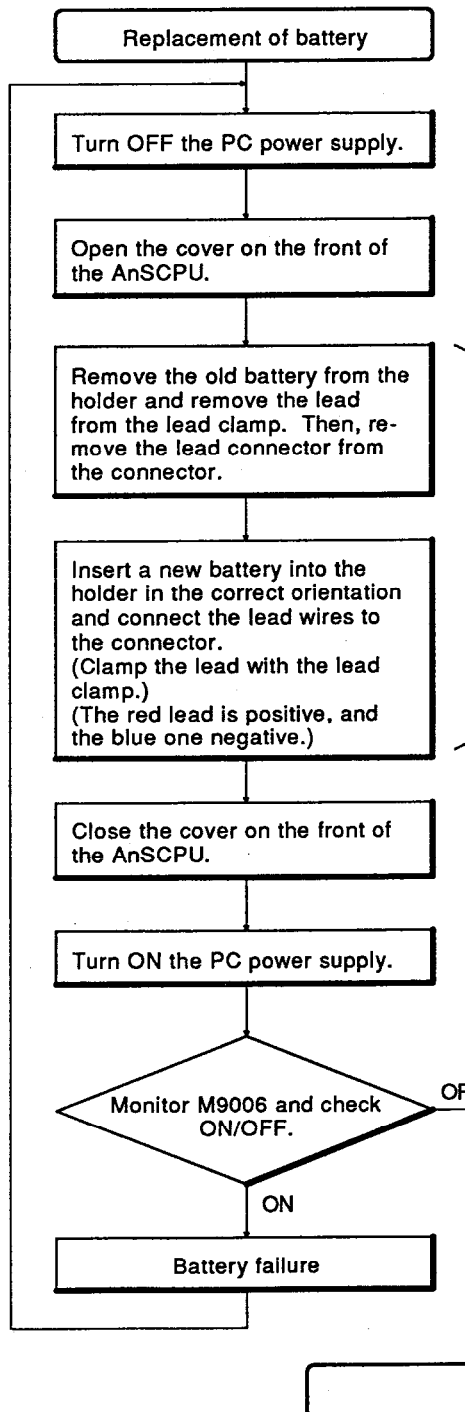 Replacement of battery
Turn OFF the PC power supply.
Open the cover on the front of
the AnSCPU.
Remove the old battery from the
holder and remove the lead
from the lead clamp. Then, re-
move the lead connector from
the connector.
Insert a new battery into the
holder in the correct orientation
and connect the lead wires to
the connector.
(Clamp the lead with the lead
clamp.)
(The red lead is positive, and
the blue one negative.)
Close the cover on the front of
the AnSCPU.
Turn ON the PC power supply.
Monitor M9006 and check
ON/OFF.
ON
Battery failure